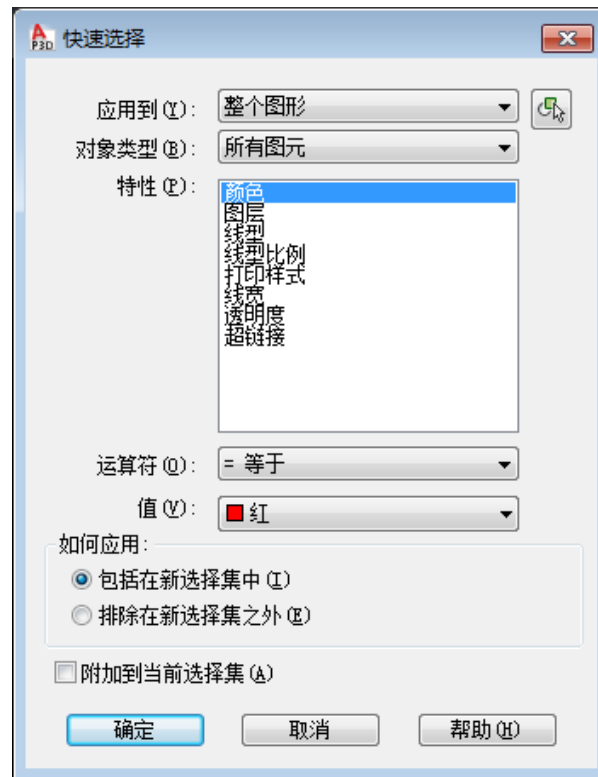 A
P3D 快速选择
应用到(Y): 整个图形
对象类型(B): 所有图元
特性(P): 颜色
图层
线型
线型比例
打印样式
线宽
透明度
超链接
运算符(O): = 等于
值(V): 红
如何应用:
包括在新选择集中(I)
排除在新选择集之外(E)
附加到当前选择集(A)
确定 取消 帮助(H)